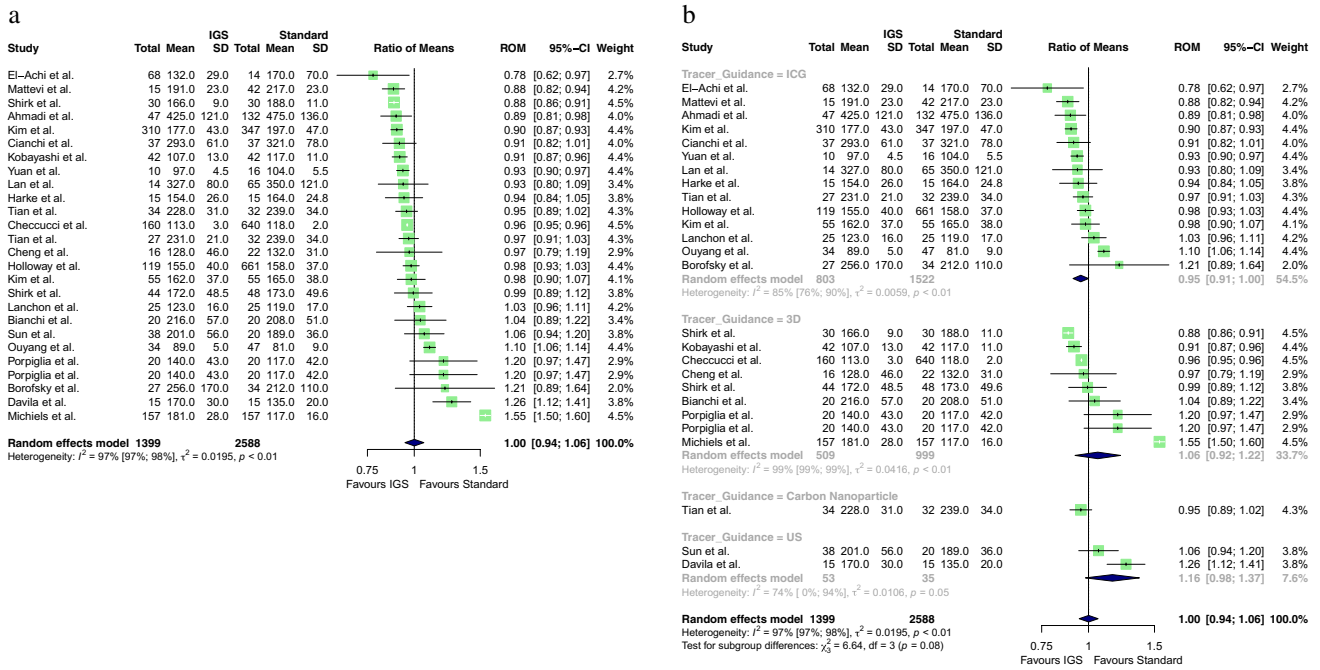 a
IGS Standard
Study Total Mean SD Total Mean SD Ratio of Means ROM 95%−CI Weight
El−Achi et al. 68 132.0 29.0 14 170.0 70.0 0.78 [0.62; 0.97] 2.7%
Mattevi et al. 15 191.0 23.0 42 217.0 23.0 0.88 [0.82; 0.94] 4.2%
Shirk et al. 30 166.0 9.0 30 188.0 11.0 0.88 [0.86; 0.91] 4.5%
Ahmadi et al. 47 425.0 121.0 132 475.0 136.0 0.89 [0.81; 0.98] 4.0%
Kim et al. 310 177.0 43.0 347 197.0 47.0 0.90 [0.87; 0.93] 4.4%
Cianchi et al. 37 293.0 61.0 37 321.0 78.0 0.91 [0.82; 1.01] 4.0%
Kobayashi et al. 42 107.0 13.0 42 117.0 11.0 0.91 [0.87; 0.96] 4.4%
Yuan et al. 10 97.0 4.5 16 104.0 5.5 0.93 [0.90; 0.97] 4.4%
Lan et al. 14 327.0 80.0 65 350.0 121.0 0.93 [0.80; 1.09] 3.4%
Harke et al. 15 154.0 26.0 15 164.0 24.8 0.94 [0.84; 1.05] 3.8%
Tian et al. 34 228.0 31.0 32 239.0 34.0 0.95 [0.89; 1.02] 4.3%
Checcucci et al. 160 113.0 3.0 640 118.0 2.0 0.96 [0.95; 0.96] 4.5%
Tian et al. 27 231.0 21.0 32 239.0 34.0 0.97 [0.91; 1.03] 4.3%
Cheng et al. 16 128.0 46.0 22 132.0 31.0 0.97 [0.79; 1.19] 2.9%
Holloway et al. 119 155.0 40.0 661 158.0 37.0 0.98 [0.93; 1.03] 4.4%
Kim et al. 55 162.0 37.0 55 165.0 38.0 0.98 [0.90; 1.07] 4.1%
Shirk et al. 44 172.0 48.5 48 173.0 49.6 0.99 [0.89; 1.12] 3.8%
Lanchon et al. 25 123.0 16.0 25 119.0 17.0 1.03 [0.96; 1.11] 4.2%
Bianchi et al. 20 216.0 57.0 20 208.0 51.0 1.04 [0.89; 1.22] 3.4%
Sun et al. 38 201.0 56.0 20 189.0 36.0 1.06 [0.94; 1.20] 3.8%
Ouyang et al. 34 89.0 5.0 47 81.0 9.0 1.10 [1.06; 1.14] 4.4%
Porpiglia et al. 20 140.0 43.0 20 117.0 42.0 1.20 [0.97; 1.47] 2.9%
Porpiglia et al. 20 140.0 43.0 20 117.0 42.0 1.20 [0.97; 1.47] 2.9%
Borofsky et al. 27 256.0 170.0 34 212.0 110.0 1.21 [0.89; 1.64] 2.0%
Davila et al. 15 170.0 30.0 15 135.0 20.0 1.26 [1.12; 1.41] 3.8%
Michiels et al. 157 181.0 28.0 157 117.0 16.0 1.55 [1.50; 1.60] 4.5%
Random effects model 1399 2588 1.00 [0.94; 1.06] 100.0%
Heterogeneity: I² = 97% [97%; 98%], τ² = 0.0195, p < 0.01
0.75 1 1.5
Favours IGS Favours Standard
b
IGS Standard
Study Total Mean SD Total Mean SD Ratio of Means ROM 95%−CI Weight
Tracer_Guidance = ICG
El−Achi et al. 68 132.0 29.0 14 170.0 70.0 0.78 [0.62; 0.97] 2.7%
Mattevi et al. 15 191.0 23.0 42 217.0 23.0 0.88 [0.82; 0.94] 4.2%
Ahmadi et al. 47 425.0 121.0 132 475.0 136.0 0.89 [0.81; 0.98] 4.0%
Kim et al. 310 177.0 43.0 347 197.0 47.0 0.90 [0.87; 0.93] 4.4%
Cianchi et al. 37 293.0 61.0 37 321.0 78.0 0.91 [0.82; 1.01] 4.0%
Yuan et al. 10 97.0 4.5 16 104.0 5.5 0.93 [0.90; 0.97] 4.4%
Lan et al. 14 327.0 80.0 65 350.0 121.0 0.93 [0.80; 1.09] 3.4%
Harke et al. 15 154.0 26.0 15 164.0 24.8 0.94 [0.84; 1.05] 3.8%
Tian et al. 27 231.0 21.0 32 239.0 34.0 0.97 [0.91; 1.03] 4.3%
Holloway et al. 119 155.0 40.0 661 158.0 37.0 0.98 [0.93; 1.03] 4.4%
Kim et al. 55 162.0 37.0 55 165.0 38.0 0.98 [0.90; 1.07] 4.1%
Lanchon et al. 25 123.0 16.0 25 119.0 17.0 1.03 [0.96; 1.11] 4.2%
Ouyang et al. 34 89.0 5.0 47 81.0 9.0 1.10 [1.06; 1.14] 4.4%
Borofsky et al. 27 256.0 170.0 34 212.0 110.0 1.21 [0.89; 1.64] 2.0%
Random effects model 803 1522 0.95 [0.91; 1.00] 54.5%
Heterogeneity: I² = 85% [76%; 90%], τ² = 0.0059, p < 0.01
Tracer_Guidance = 3D
Shirk et al. 30 166.0 9.0 30 188.0 11.0 0.88 [0.86; 0.91] 4.5%
Kobayashi et al. 42 107.0 13.0 42 117.0 11.0 0.91 [0.87; 0.96] 4.4%
Checcucci et al. 160 113.0 3.0 640 118.0 2.0 0.96 [0.95; 0.96] 4.5%
Cheng et al. 16 128.0 46.0 22 132.0 31.0 0.97 [0.79; 1.19] 2.9%
Shirk et al. 44 172.0 48.5 48 173.0 49.6 0.99 [0.89; 1.12] 3.8%
Bianchi et al. 20 216.0 57.0 20 208.0 51.0 1.04 [0.89; 1.22] 3.4%
Porpiglia et al. 20 140.0 43.0 20 117.0 42.0 1.20 [0.97; 1.47] 2.9%
Porpiglia et al. 20 140.0 43.0 20 117.0 42.0 1.20 [0.97; 1.47] 2.9%
Michiels et al. 157 181.0 28.0 157 117.0 16.0 1.55 [1.50; 1.60] 4.5%
Random effects model 509 999 1.06 [0.92; 1.22] 33.7%
Heterogeneity: I² = 99% [99%; 99%], τ² = 0.0416, p < 0.01
Tracer_Guidance = Carbon Nanoparticle
Tian et al. 34 228.0 31.0 32 239.0 34.0 0.95 [0.89; 1.02] 4.3%
Tracer_Guidance = US
Sun et al. 38 201.0 56.0 20 189.0 36.0 1.06 [0.94; 1.20] 3.8%
Davila et al. 15 170.0 30.0 15 135.0 20.0 1.26 [1.12; 1.41] 3.8%
Random effects model 53 35 1.16 [0.98; 1.37] 7.6%
Heterogeneity: I² = 74% [ 0%; 94%], τ² = 0.0106, p = 0.05
Random effects model 1399 2588 1.00 [0.94; 1.06] 100.0%
Heterogeneity: I² = 97% [97%; 98%], τ² = 0.0195, p < 0.01
Test for subgroup differences: χ²₃ = 6.64, df = 3 (p = 0.08)
0.75 1 1.5
Favours IGS Favours Standard